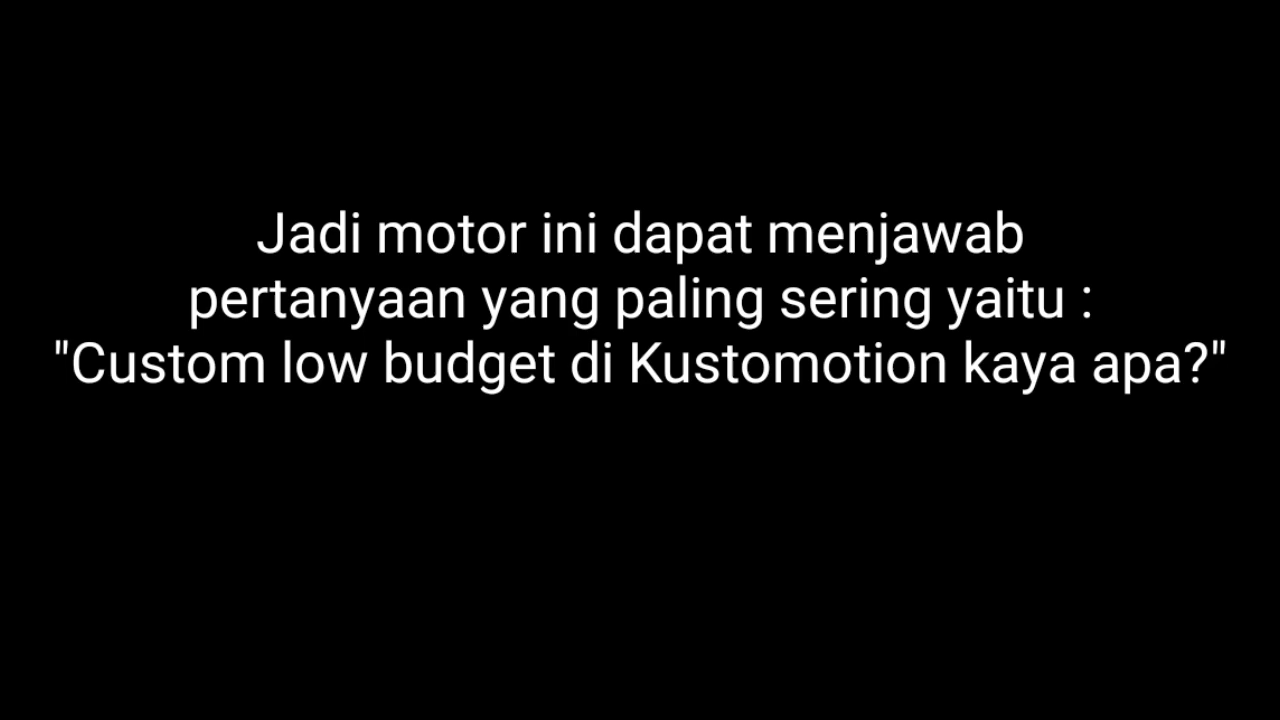 Jadi motor ini dapat menjawab
pertanyaan yang paling sering yaitu :
"Custom low budget di Kustomotion kaya apa?"